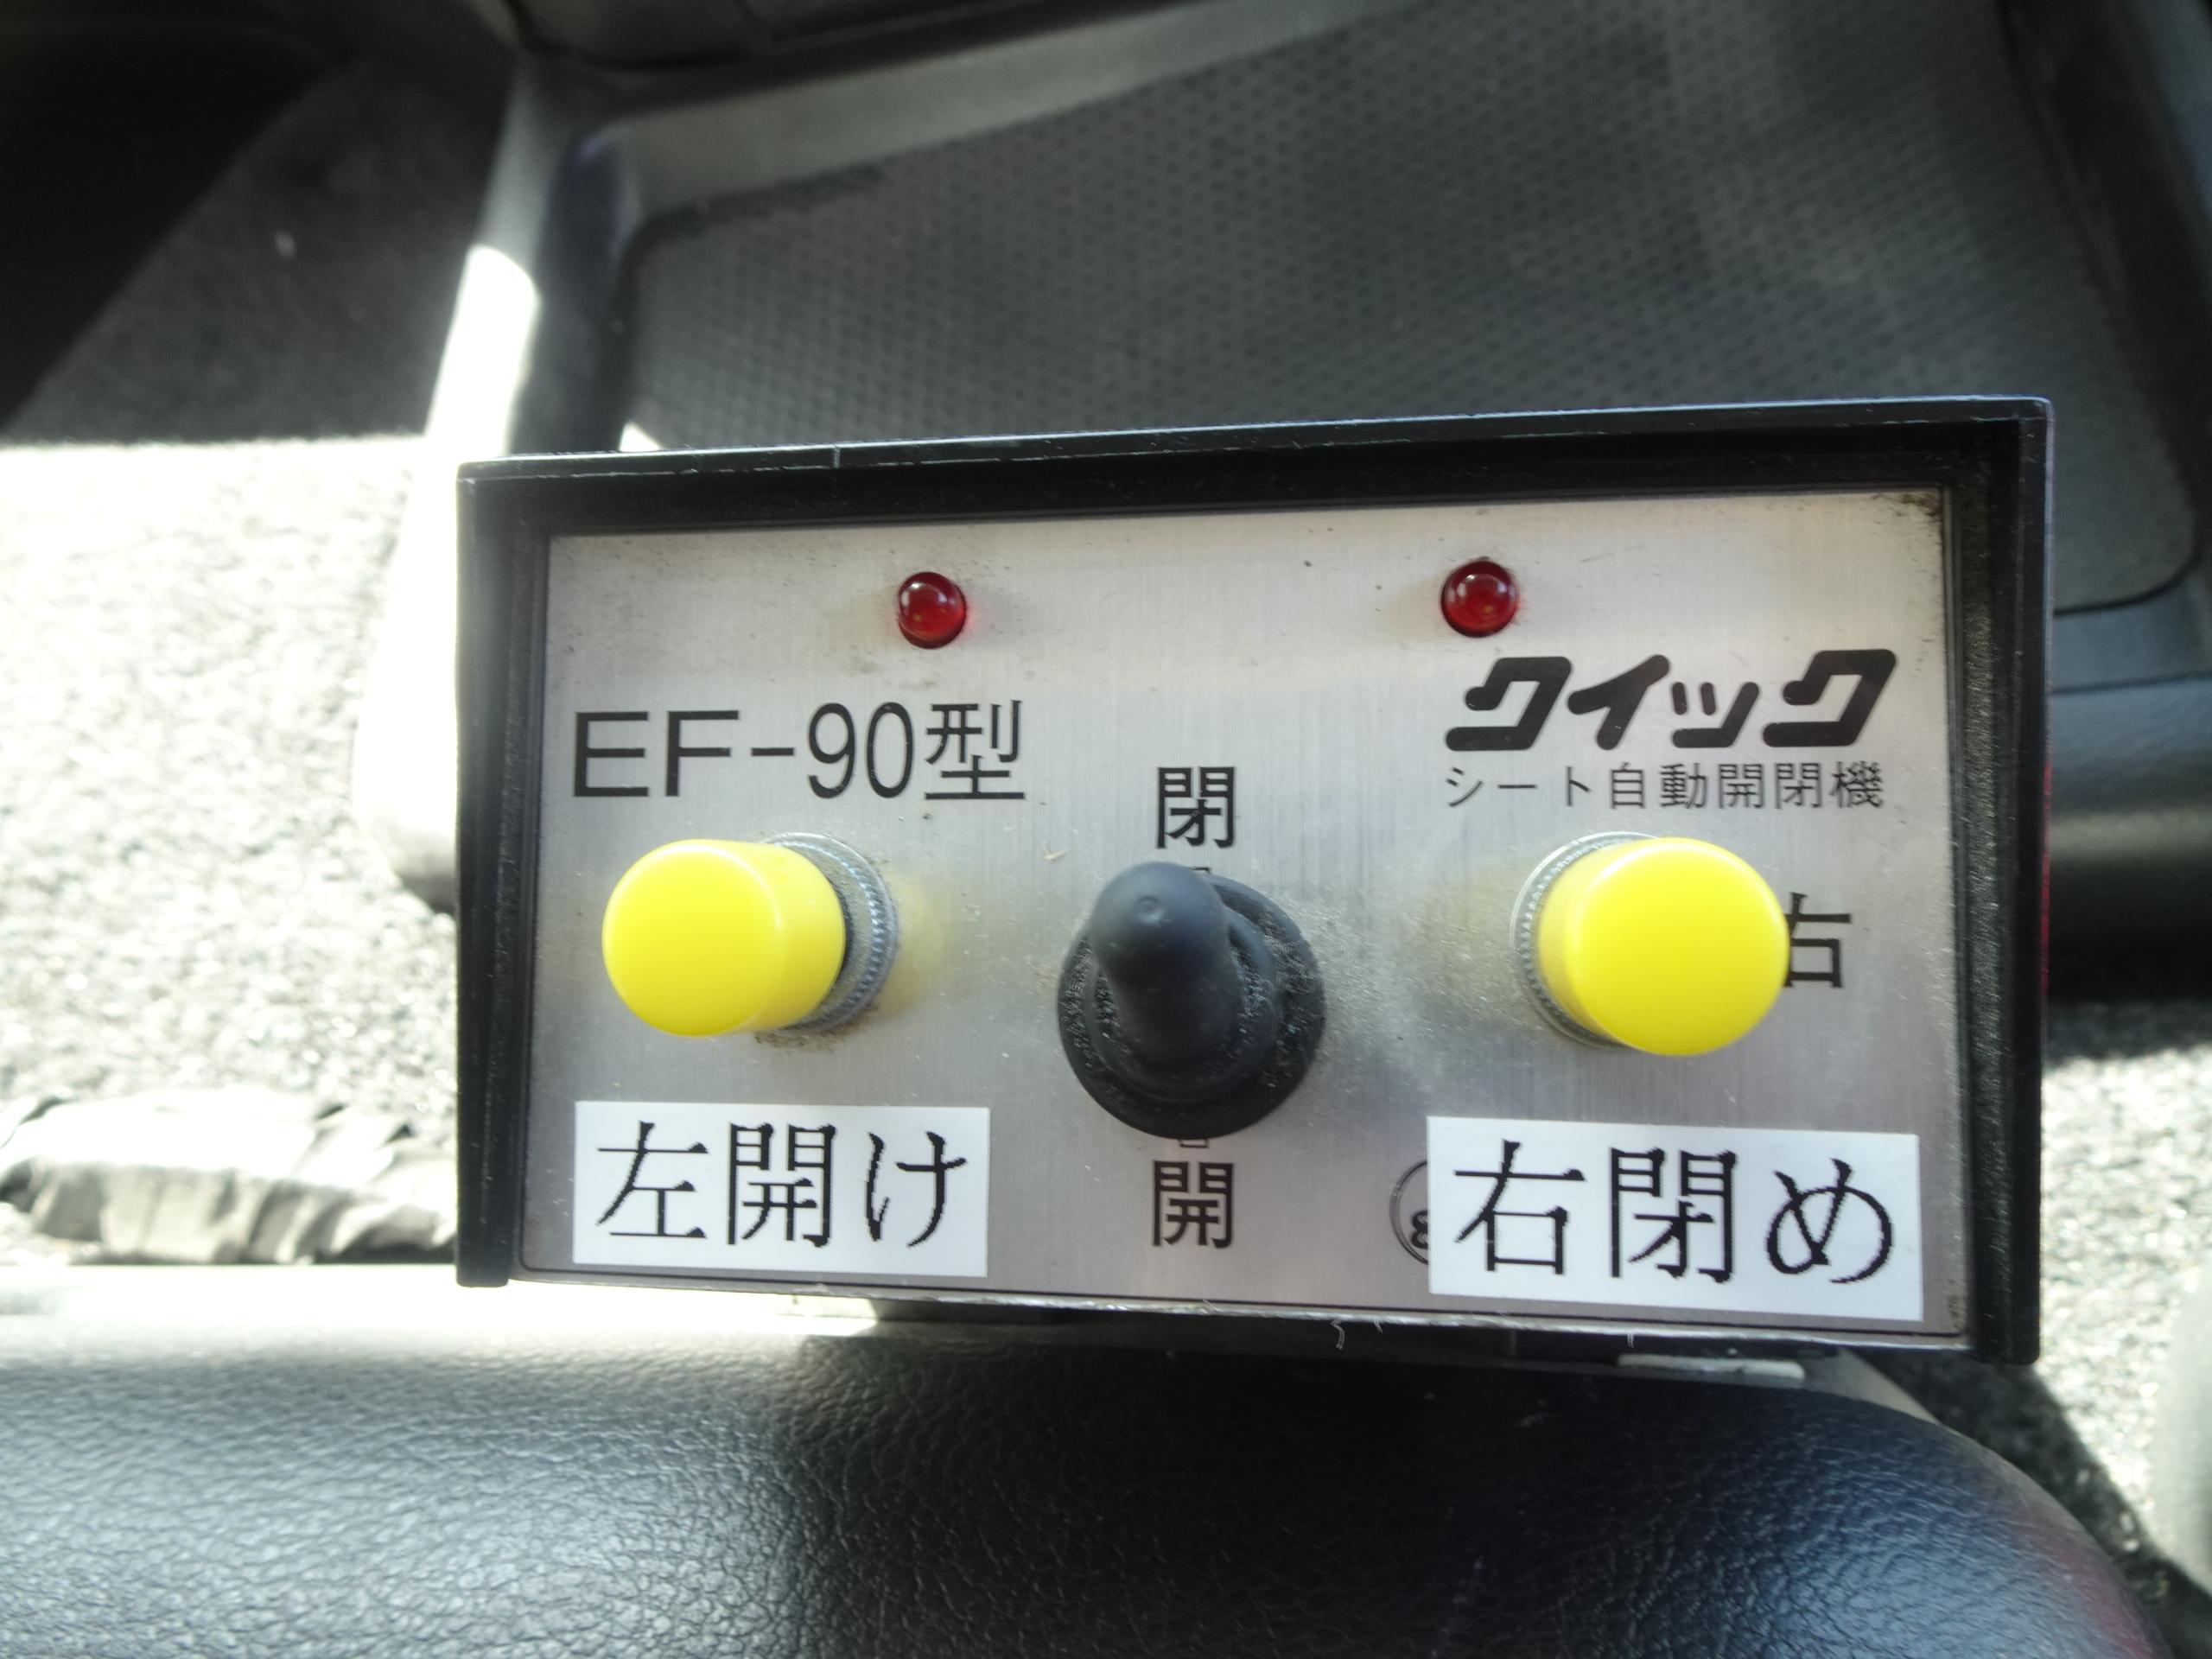 クイック
EF-90型
シート自動開閉機
閉
右
左開け
開
右閉め